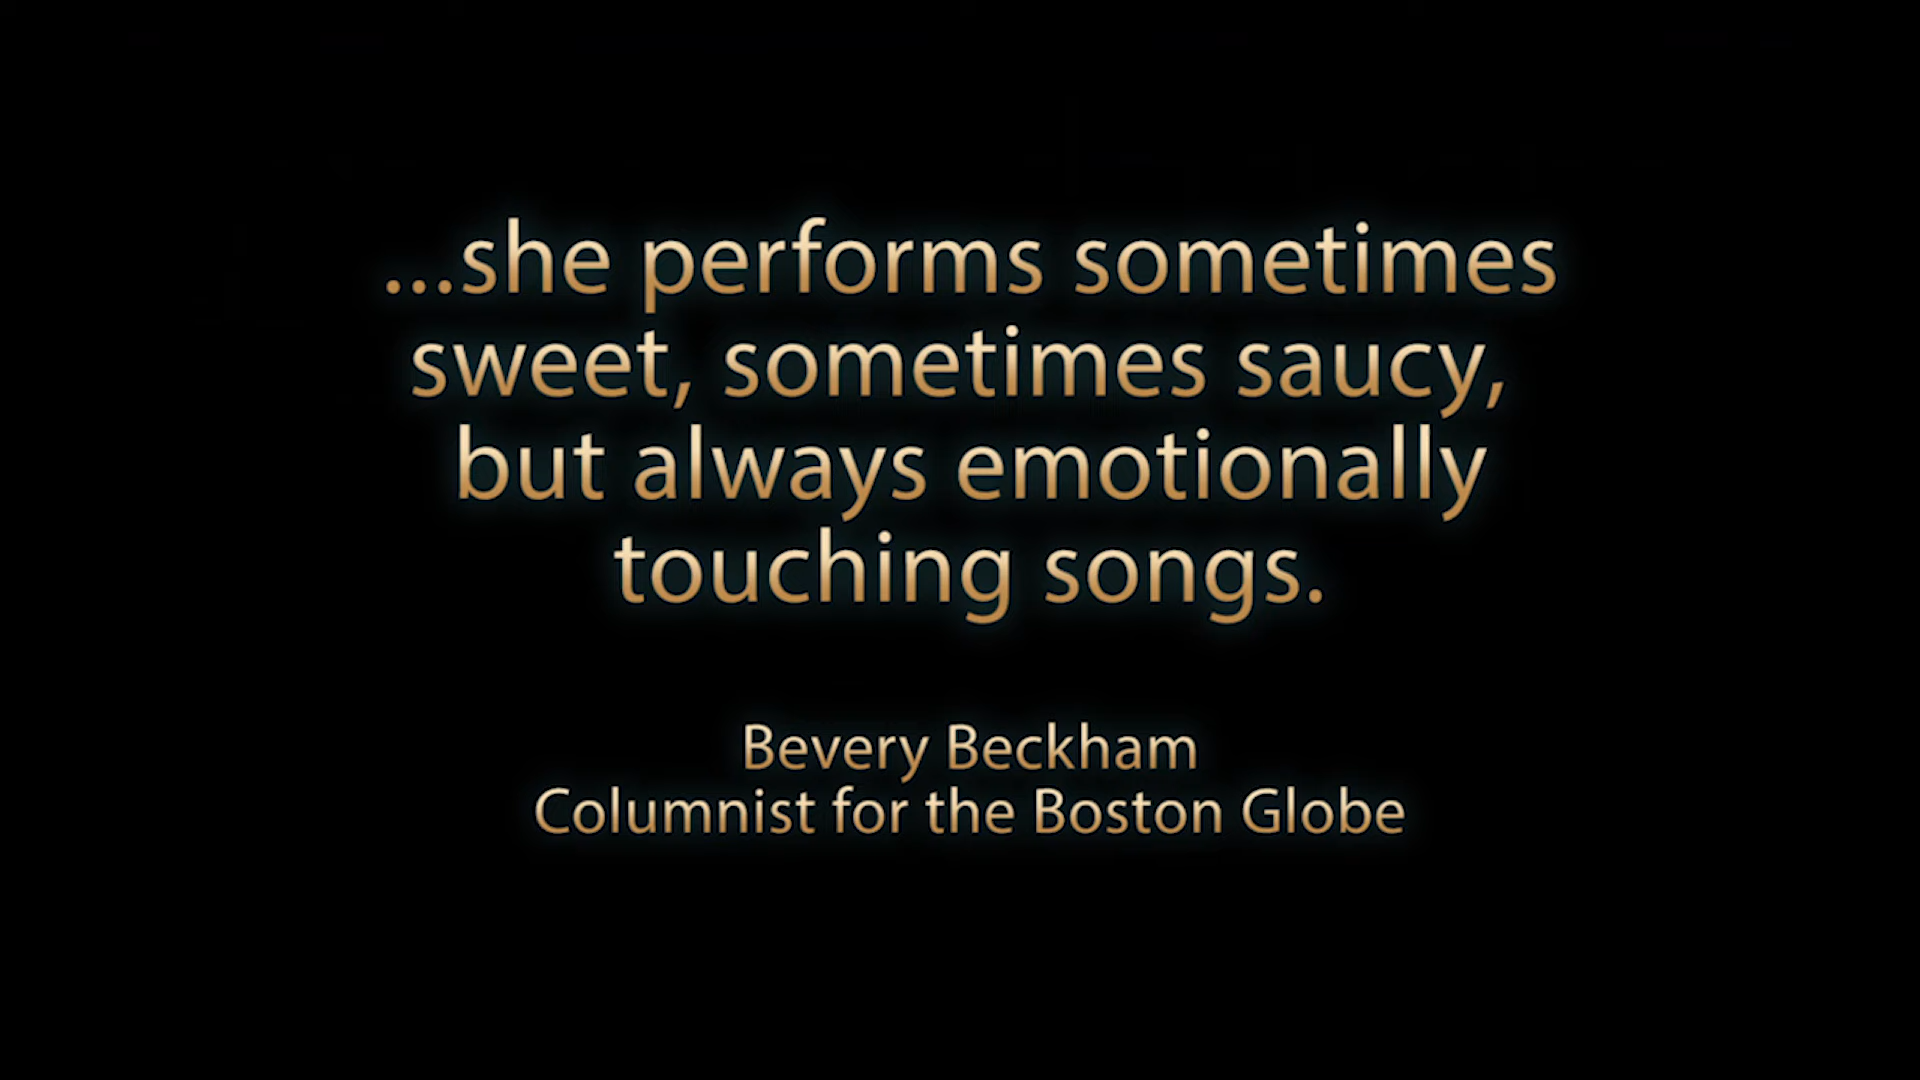 ...she performs sometimes
sweet, sometimes saucy,
but always emotionally
touching songs.
Bevery Beckham
Columnist for the Boston Globe